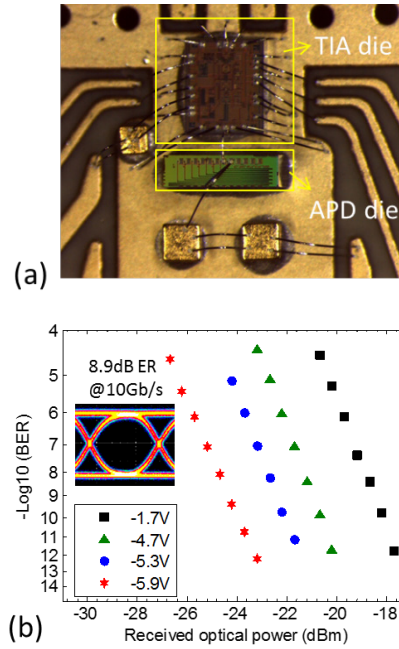 TIA die
APD die
(a)
8.9dB ER
@10Gb/s
-Log10 (BER)
4
5
6
7
8
9
10
11
12
13
14
-1.7V
-4.7V
-5.3V
-5.9V
-30 -28 -26 -24 -22 -20 -18
Received optical power (dBm)
(b)